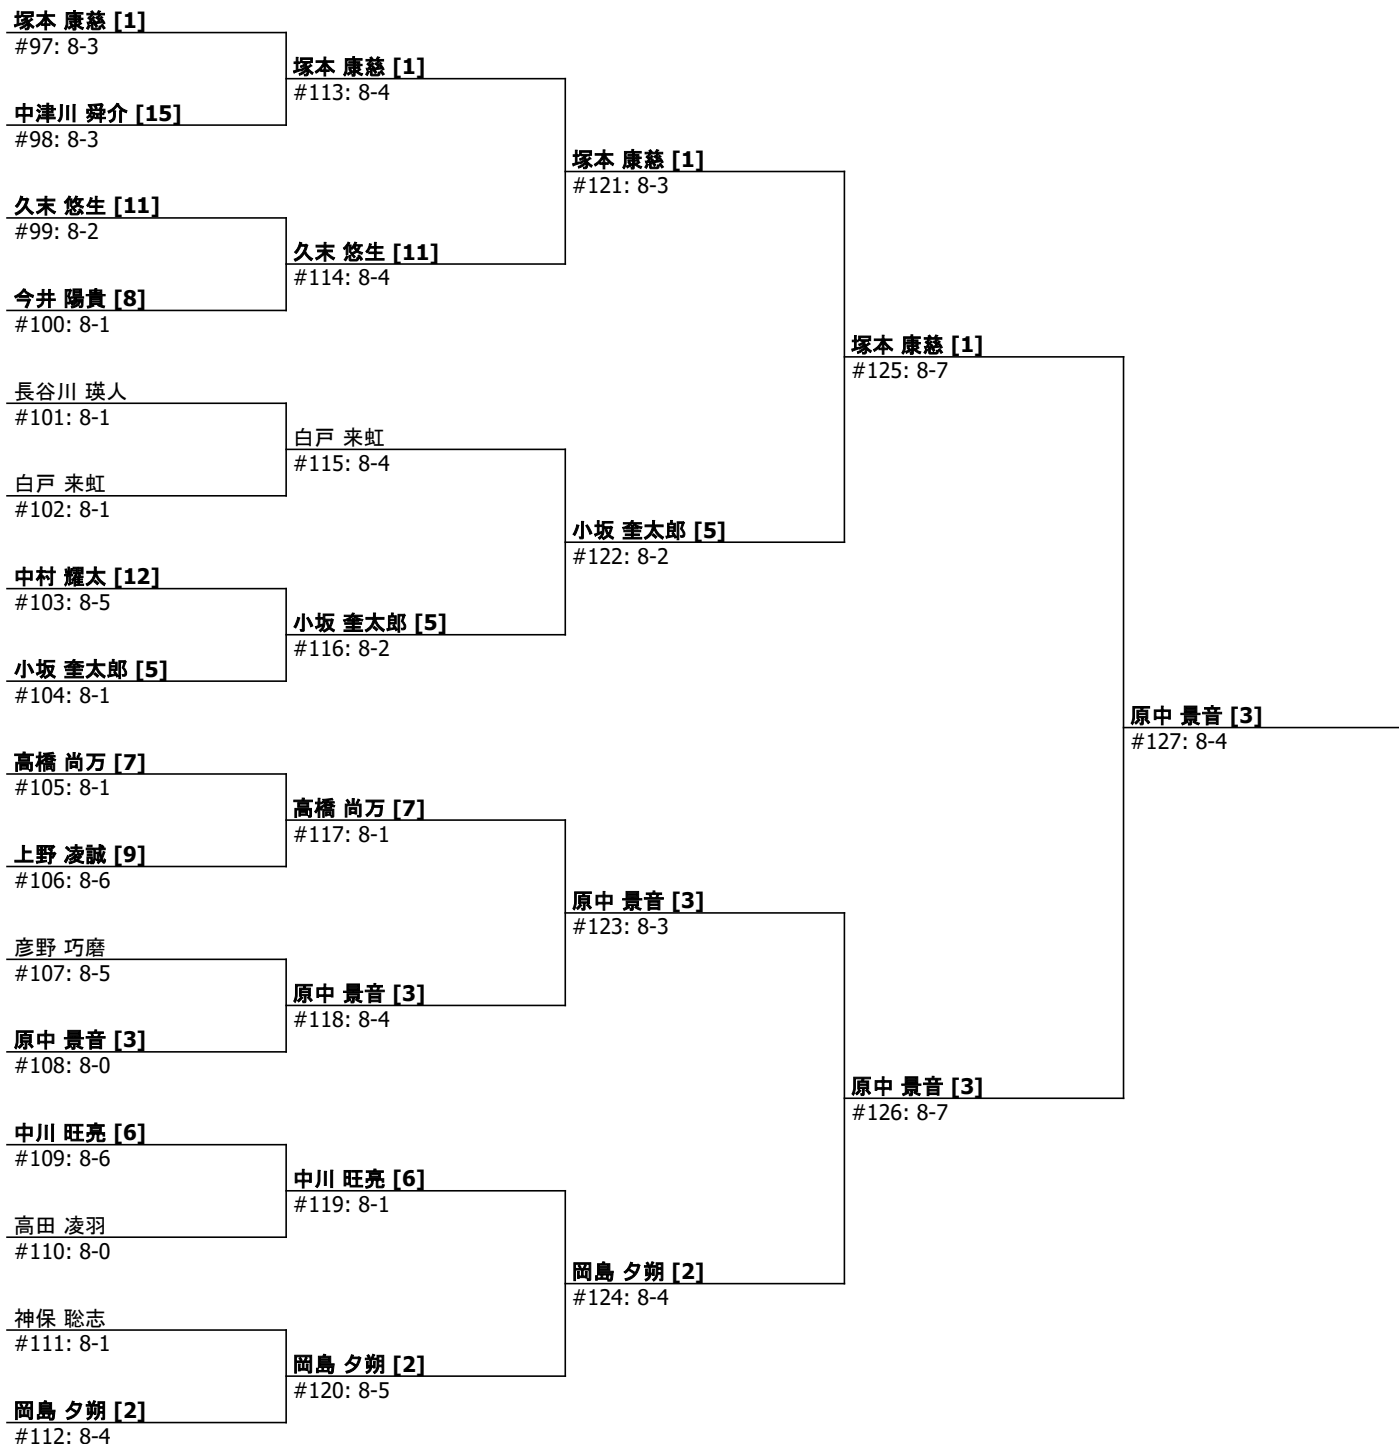 塚本 康慈 [1]
#97: 8-3
中津川 舜介 [15]
#98: 8-3
久末 悠生 [11]
#99: 8-2
今井 陽貴 [8]
#100: 8-1
長谷川 瑛人
#101: 8-1
白戸 来虹
#102: 8-1
中村 耀太 [12]
#103: 8-5
小坂 奎太郎 [5]
#104: 8-1
高橋 尚万 [7]
#105: 8-1
上野 凌誠 [9]
#106: 8-6
彦野 巧磨
#107: 8-5
原中 景音 [3]
#108: 8-0
中川 旺亮 [6]
#109: 8-6
高田 凌羽
#110: 8-0
神保 聡志
#111: 8-1
岡島 夕朔 [2]
#112: 8-4
塚本 康慈 [1]
#113: 8-4
久末 悠生 [11]
#114: 8-4
白戸 来虹
#115: 8-4
小坂 奎太郎 [5]
#116: 8-2
高橋 尚万 [7]
#117: 8-1
原中 景音 [3]
#118: 8-4
中川 旺亮 [6]
#119: 8-1
岡島 夕朔 [2]
#120: 8-5
塚本 康慈 [1]
#121: 8-3
小坂 奎太郎 [5]
#122: 8-2
原中 景音 [3]
#123: 8-3
岡島 夕朔 [2]
#124: 8-4
塚本 康慈 [1]
#125: 8-7
原中 景音 [3]
#126: 8-7
原中 景音 [3]
#127: 8-4